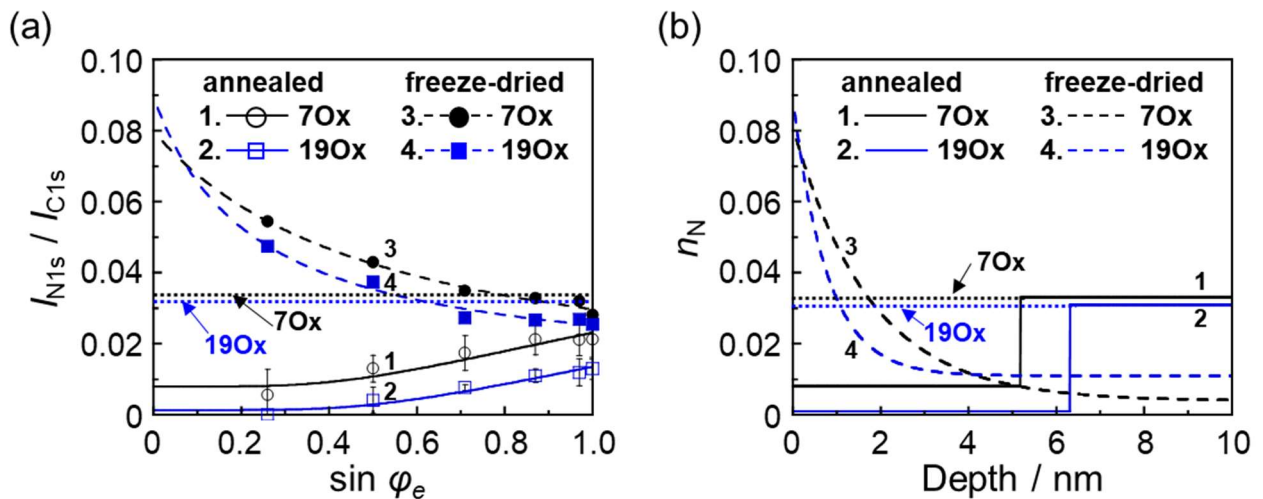 (a)
0.10
0.08
0.06
0.04
0.02
0
I_N1s / I_C1s
annealed freeze-dried
1. 7Ox 3. 7Ox
2. 19Ox 4. 19Ox
3
4
19Ox
7Ox
1
2
0 0.2 0.4 0.6 0.8 1.0
sin φe
(b)
0.10
0.08
0.06
0.04
0.02
0
nN
annealed freeze-dried
1. 7Ox 3. 7Ox
2. 19Ox 4. 19Ox
3
7Ox
1
19Ox
2
4
0 2 4 6 8 10
Depth / nm